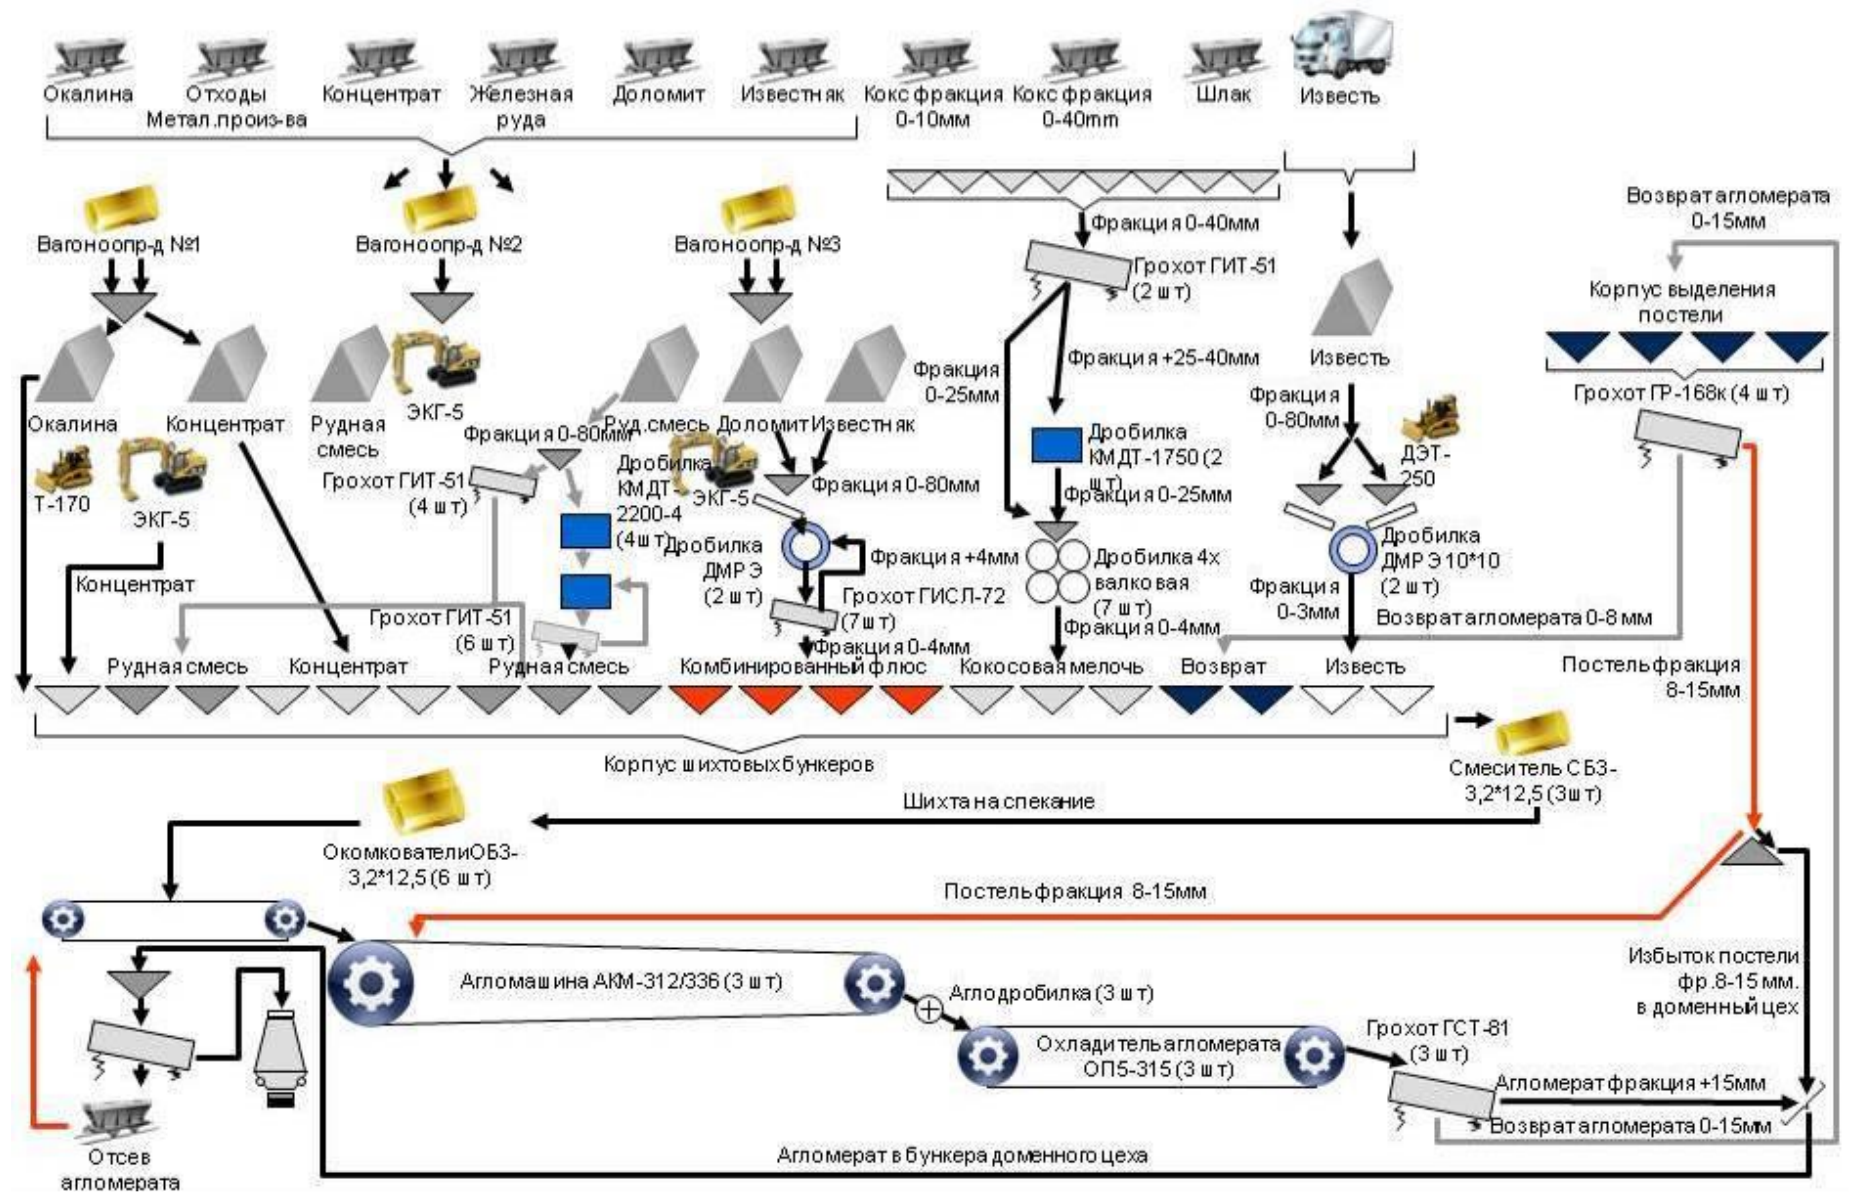 Окалина
Отходы
Метал.произ-ва
Концентрат
Железная
руда
Доломит
Известняк
Кокс фракция
0-10мм
Кокс фракция
0-40mm
Шлак
Известь
Вагоноопр-д №1
Вагоноопр-д №2
Вагоноопр-д №3
Фракция 0-40мм
Грохот ГИТ-51
(2 шт)
Возврат агломерата
0-15мм
Корпус выделения
постели
Грохот ГР-168к (4 шт)
Окалина
Концентрат
Рудная
смесь
ЭКГ-5
Руд.смесь
Доломит
Известняк
Фракция
0-25мм
Фракция +25-40мм
Известь
Фракция
0-80мм
ДЭТ-
250
Т-170
ЭКГ-5
Фракция 0-80мм
Грохот ГИТ-51
(4 шт)
Дробилка
КМДТ-
2200-4
(4шт)
ЭКГ-5
Фракция 0-80мм
Дробилка
КМДТ-1750 (2
шт)
Фракция 0-25мм
Дробилка
ДМРЭ
(2 шт)
Фракция +4мм
Дробилка 4х
валковая
(7 шт)
Дробилка
ДМРЭ 10*10
(2 шт)
Концентрат
Грохот ГИТ-51
(6 шт)
Грохот ГИСЛ-72
(7шт)
Фракция 0-4мм
Фракция 0-4мм
Фракция
0-3мм
Возврат агломерата 0-8 мм
Рудная смесь
Концентрат
Рудная смесь
Комбинированный флюс
Кокосовая мелочь
Возврат
Известь
Постель фракция
8-15мм
Корпус шихтовых бункеров
Смеситель СБЗ-
3,2*12,5 (3шт)
Шихта на спекание
Окомкователи ОБЗ-
3,2*12,5 (6 шт)
Постель фракция 8-15мм
Агломашина АКМ-312/336 (3 шт)
Аглодробилка (3 шт)
Избыток постели
фр.8-15 мм.
в доменный цех
Охладитель агломерата
ОП5-315 (3 шт)
Грохот ГСТ-81
(3 шт)
Агломерат фракция +15мм
Возврат агломерата 0-15мм
Агломерат в бункера доменного цеха
Отсев
агломерата